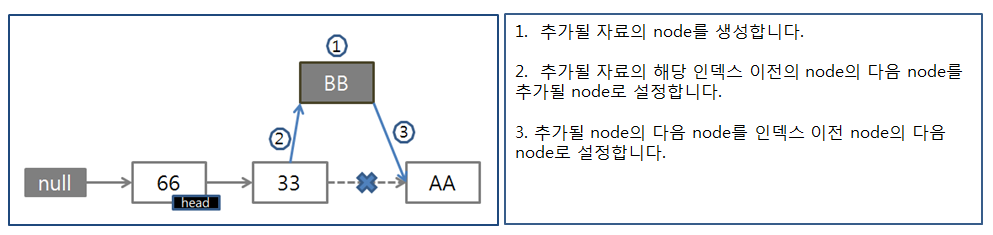 ①
BB
②
③
null
66
head
33
AA
1. 추가될 자료의 node를 생성합니다.
2. 추가될 자료의 해당 인덱스 이전의 node의 다음 node를
추가될 node로 설정합니다.
3. 추가될 node의 다음 node를 인덱스 이전 node의 다음
node로 설정합니다.